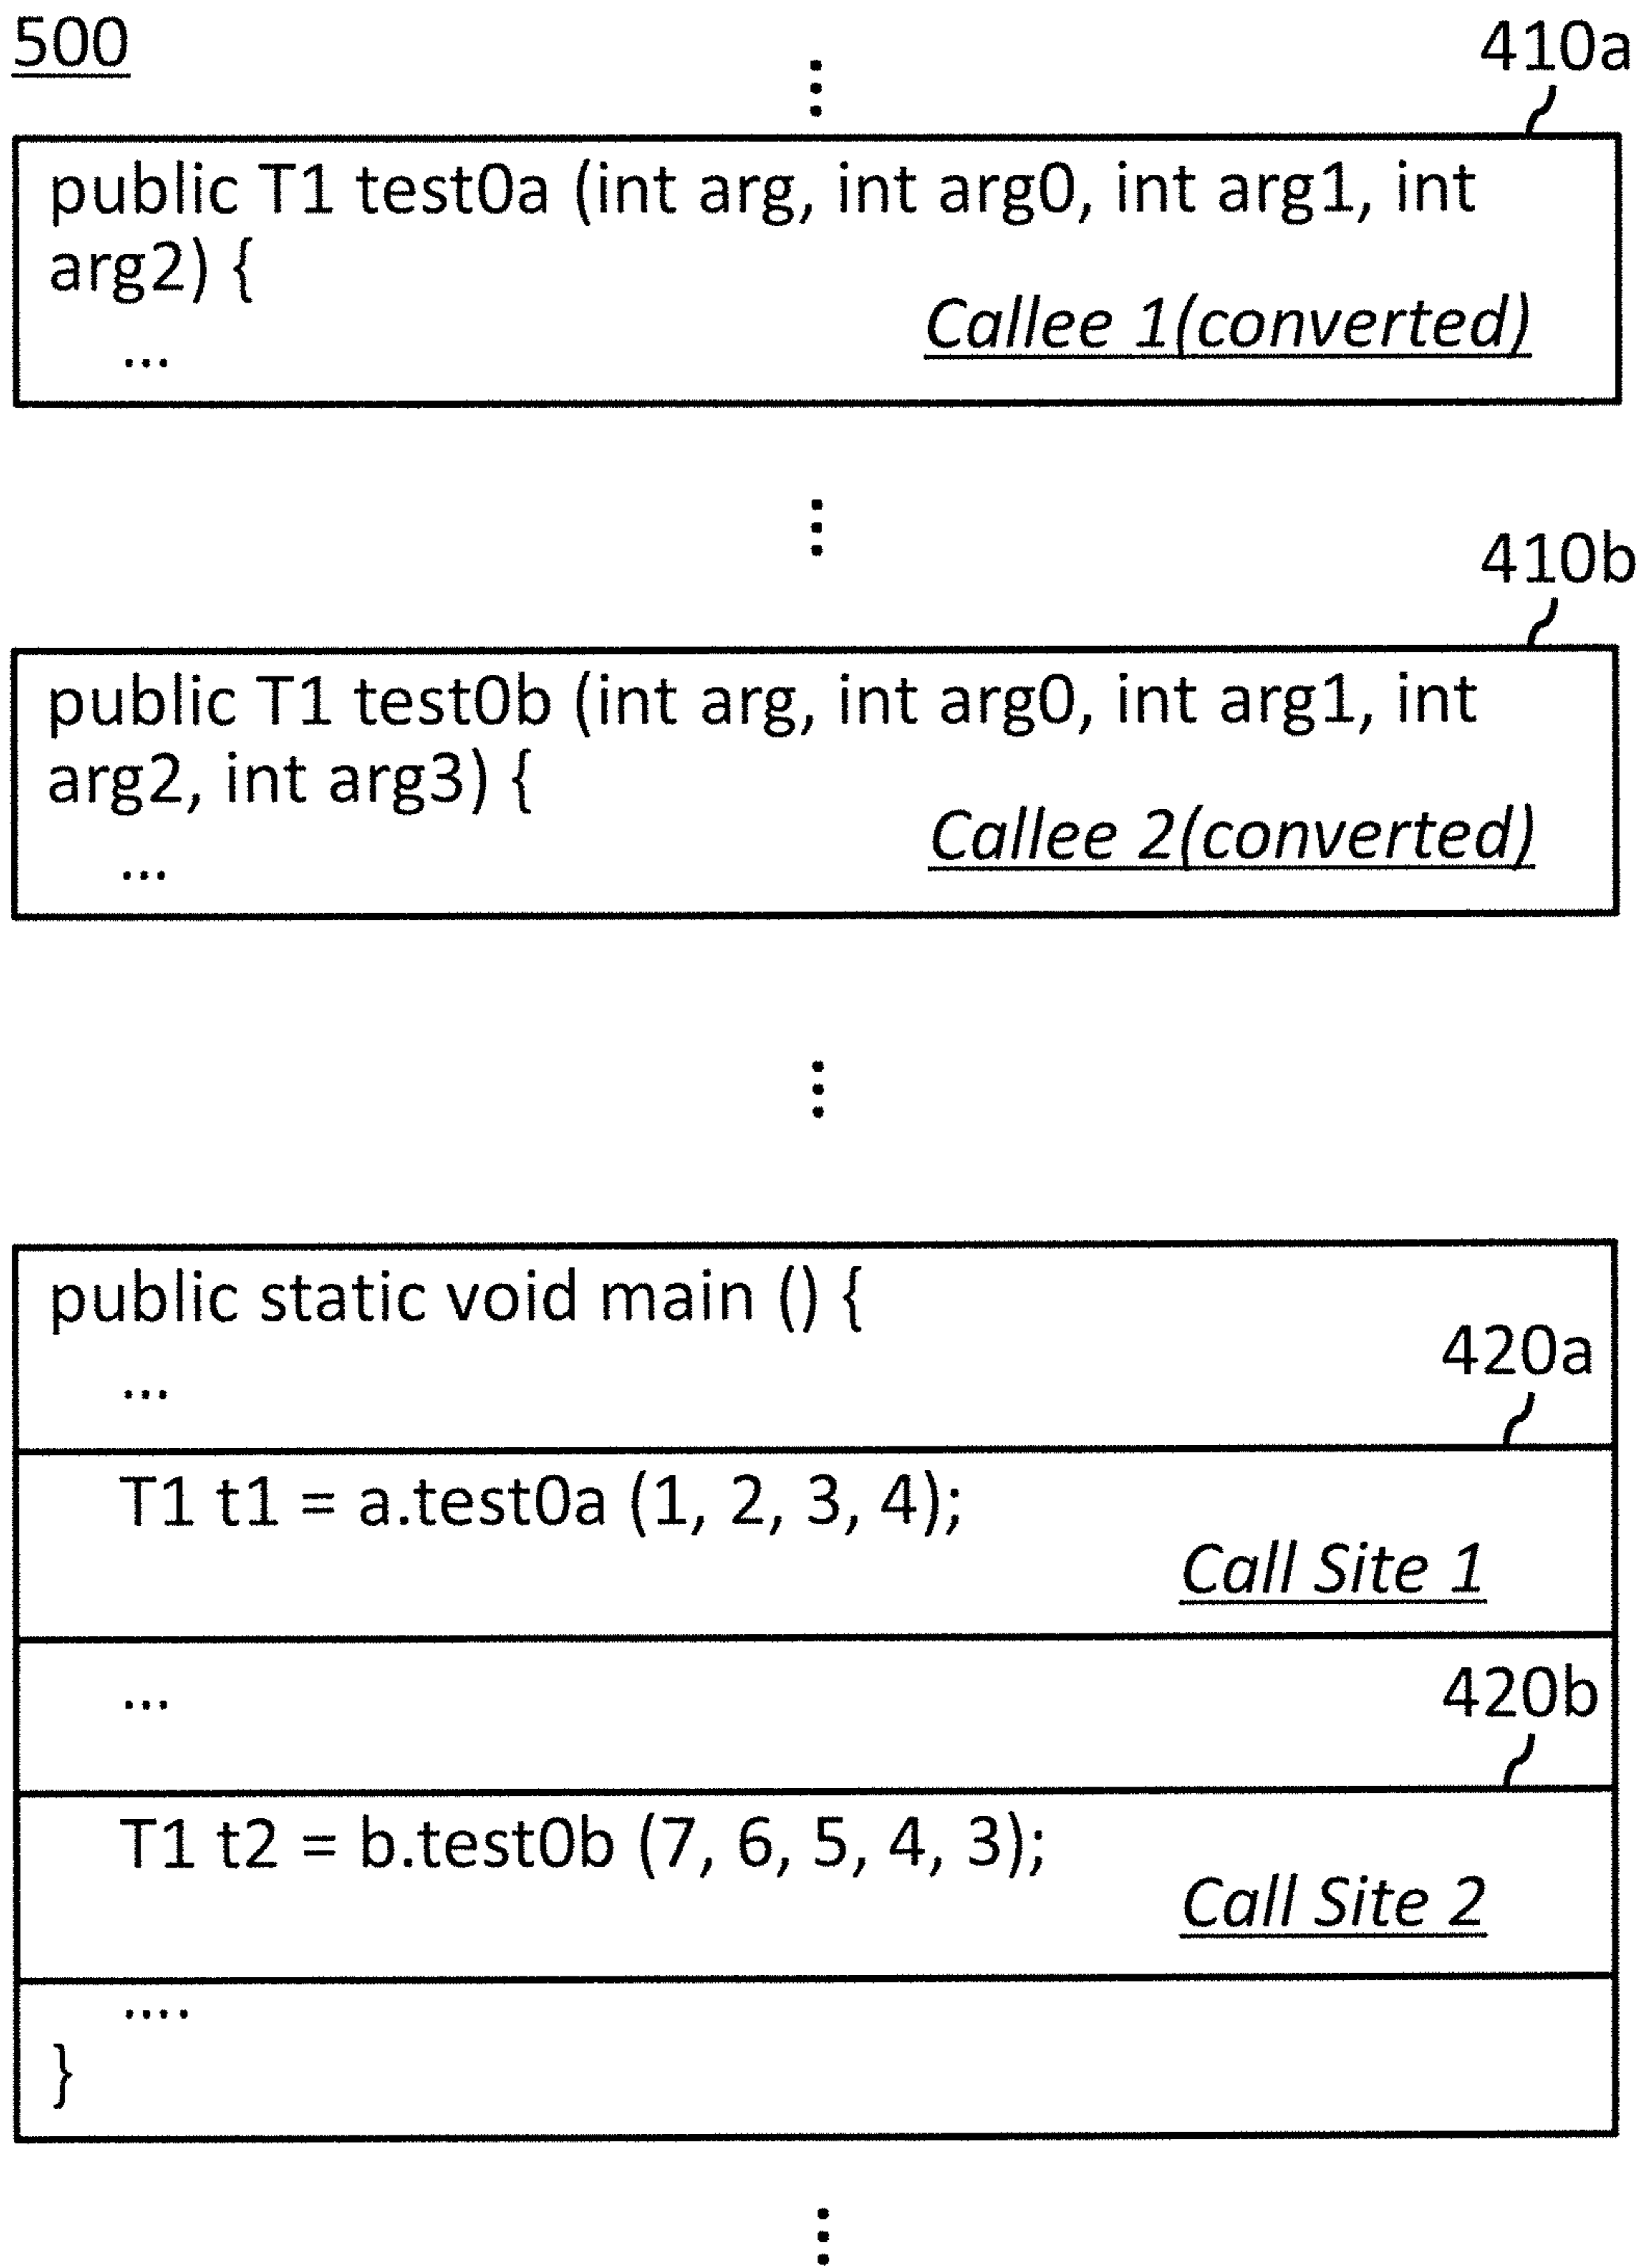 500
410a
public T1 test0a (int arg, int arg0, int arg1, int
arg2) {
Callee 1(converted)
...
410b
public T1 test0b (int arg, int arg0, int arg1, int
arg2, int arg3) {
Callee 2(converted)
...
public static void main () {
420a
...
T1 t1 = a.test0a (1, 2, 3, 4);
Call Site 1
420b
...
T1 t2 = b.test0b (7, 6, 5, 4, 3);
Call Site 2
....
}